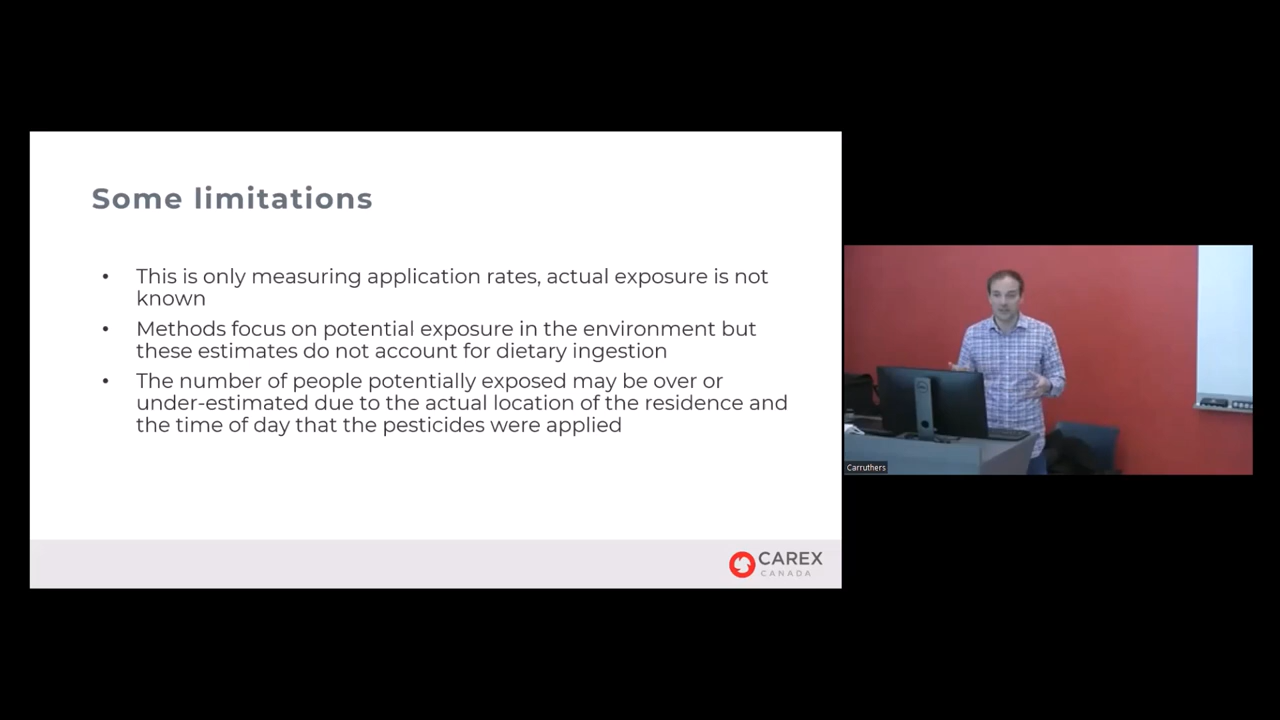 Some limitations
• This is only measuring application rates, actual exposure is not
known
• Methods focus on potential exposure in the environment but
these estimates do not account for dietary ingestion
• The number of people potentially exposed may be over or
under-estimated due to the actual location of the residence and
the time of day that the pesticides were applied
CAREX
CANADA
Carruthers